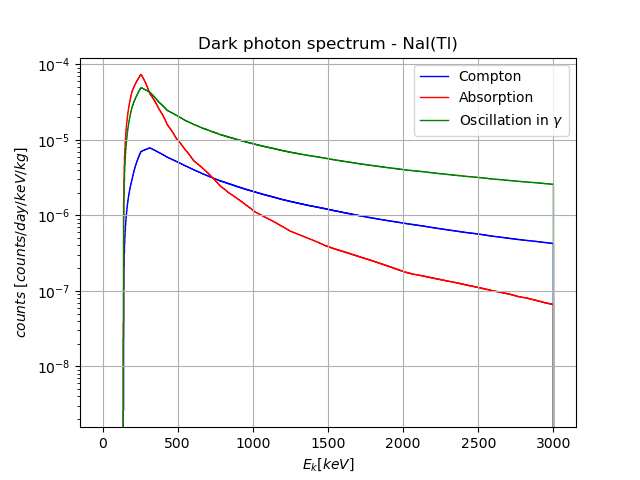 Dark photon spectrum - NaI(Tl)
counts [counts/day/keV/kg]
10⁻⁴
10⁻⁵
10⁻⁶
10⁻⁷
10⁻⁸
Compton
Absorption
Oscillation in γ
0 500 1000 1500 2000 2500 3000
E_k[keV]